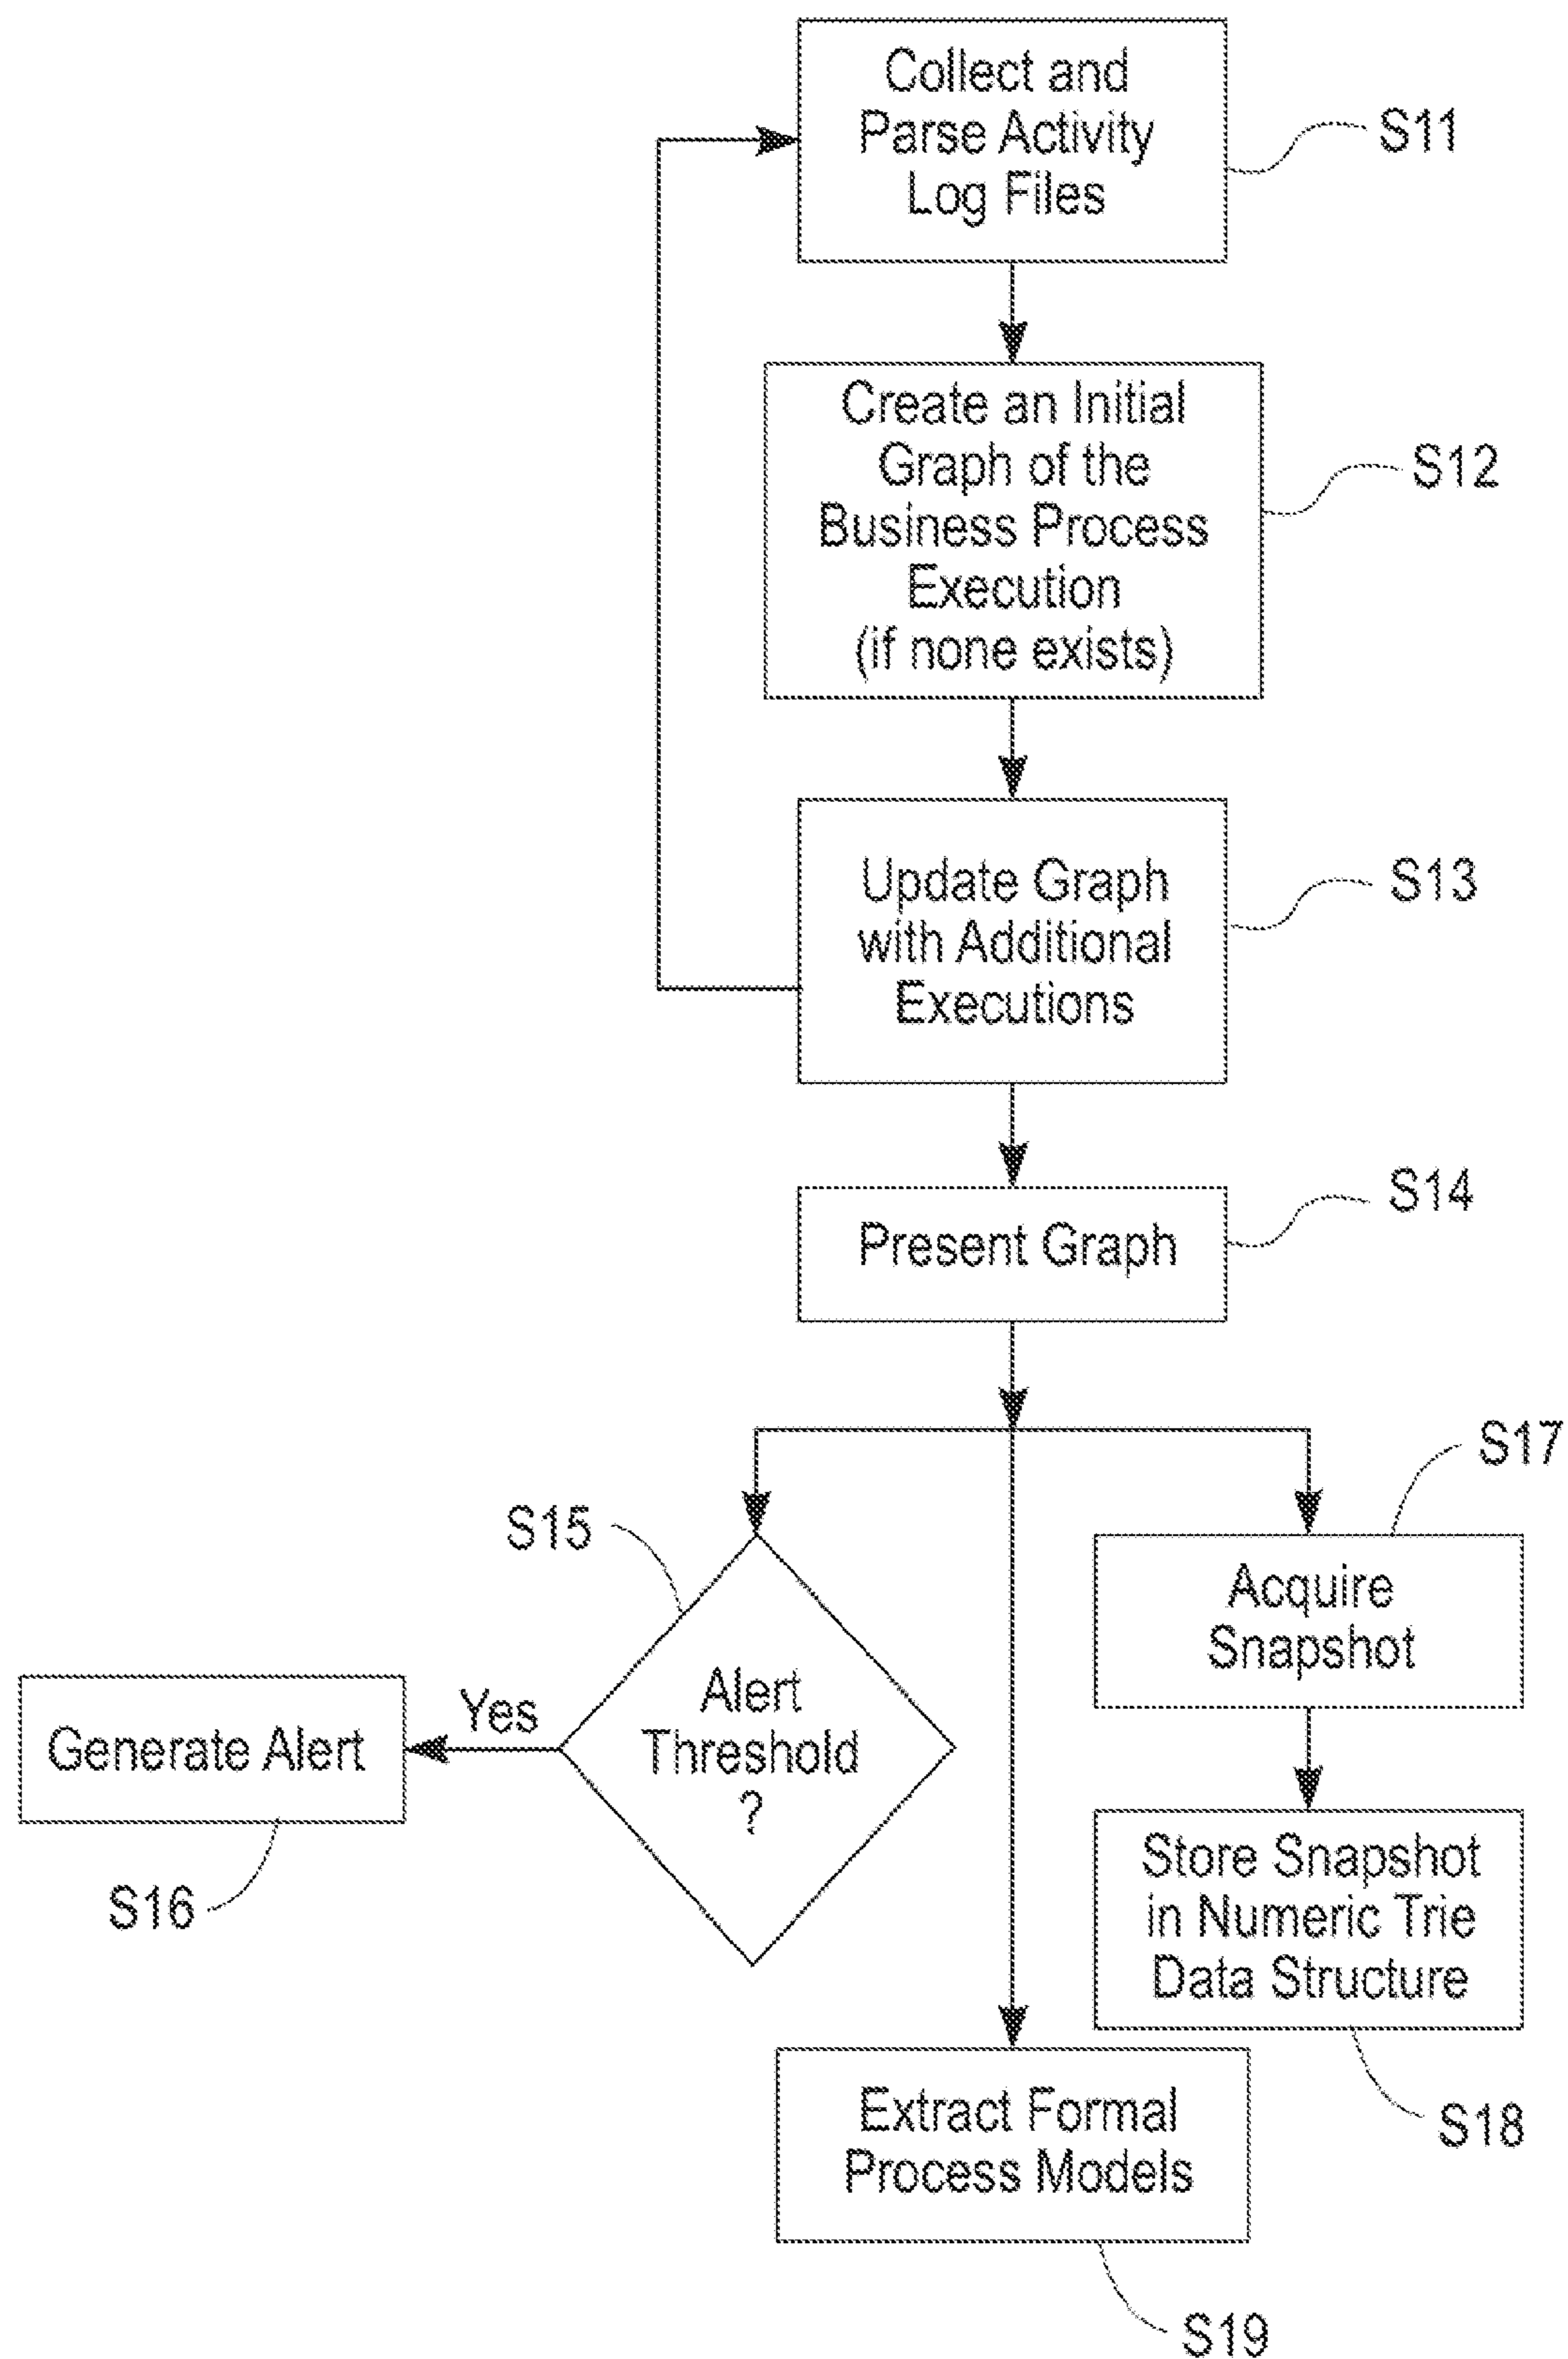 Collect and
Parse Activity
Log Files
S11
Create an Initial
Graph of the
Business Process
Execution
(if none exists)
S12
Update Graph
with Additional
Executions
S13
Present Graph
S14
S15
Alert
Threshold
?
Yes
Generate Alert
S16
S17
Acquire
Snapshot
Store Snapshot
in Numeric Trie
Data Structure
S18
Extract Formal
Process Models
S19